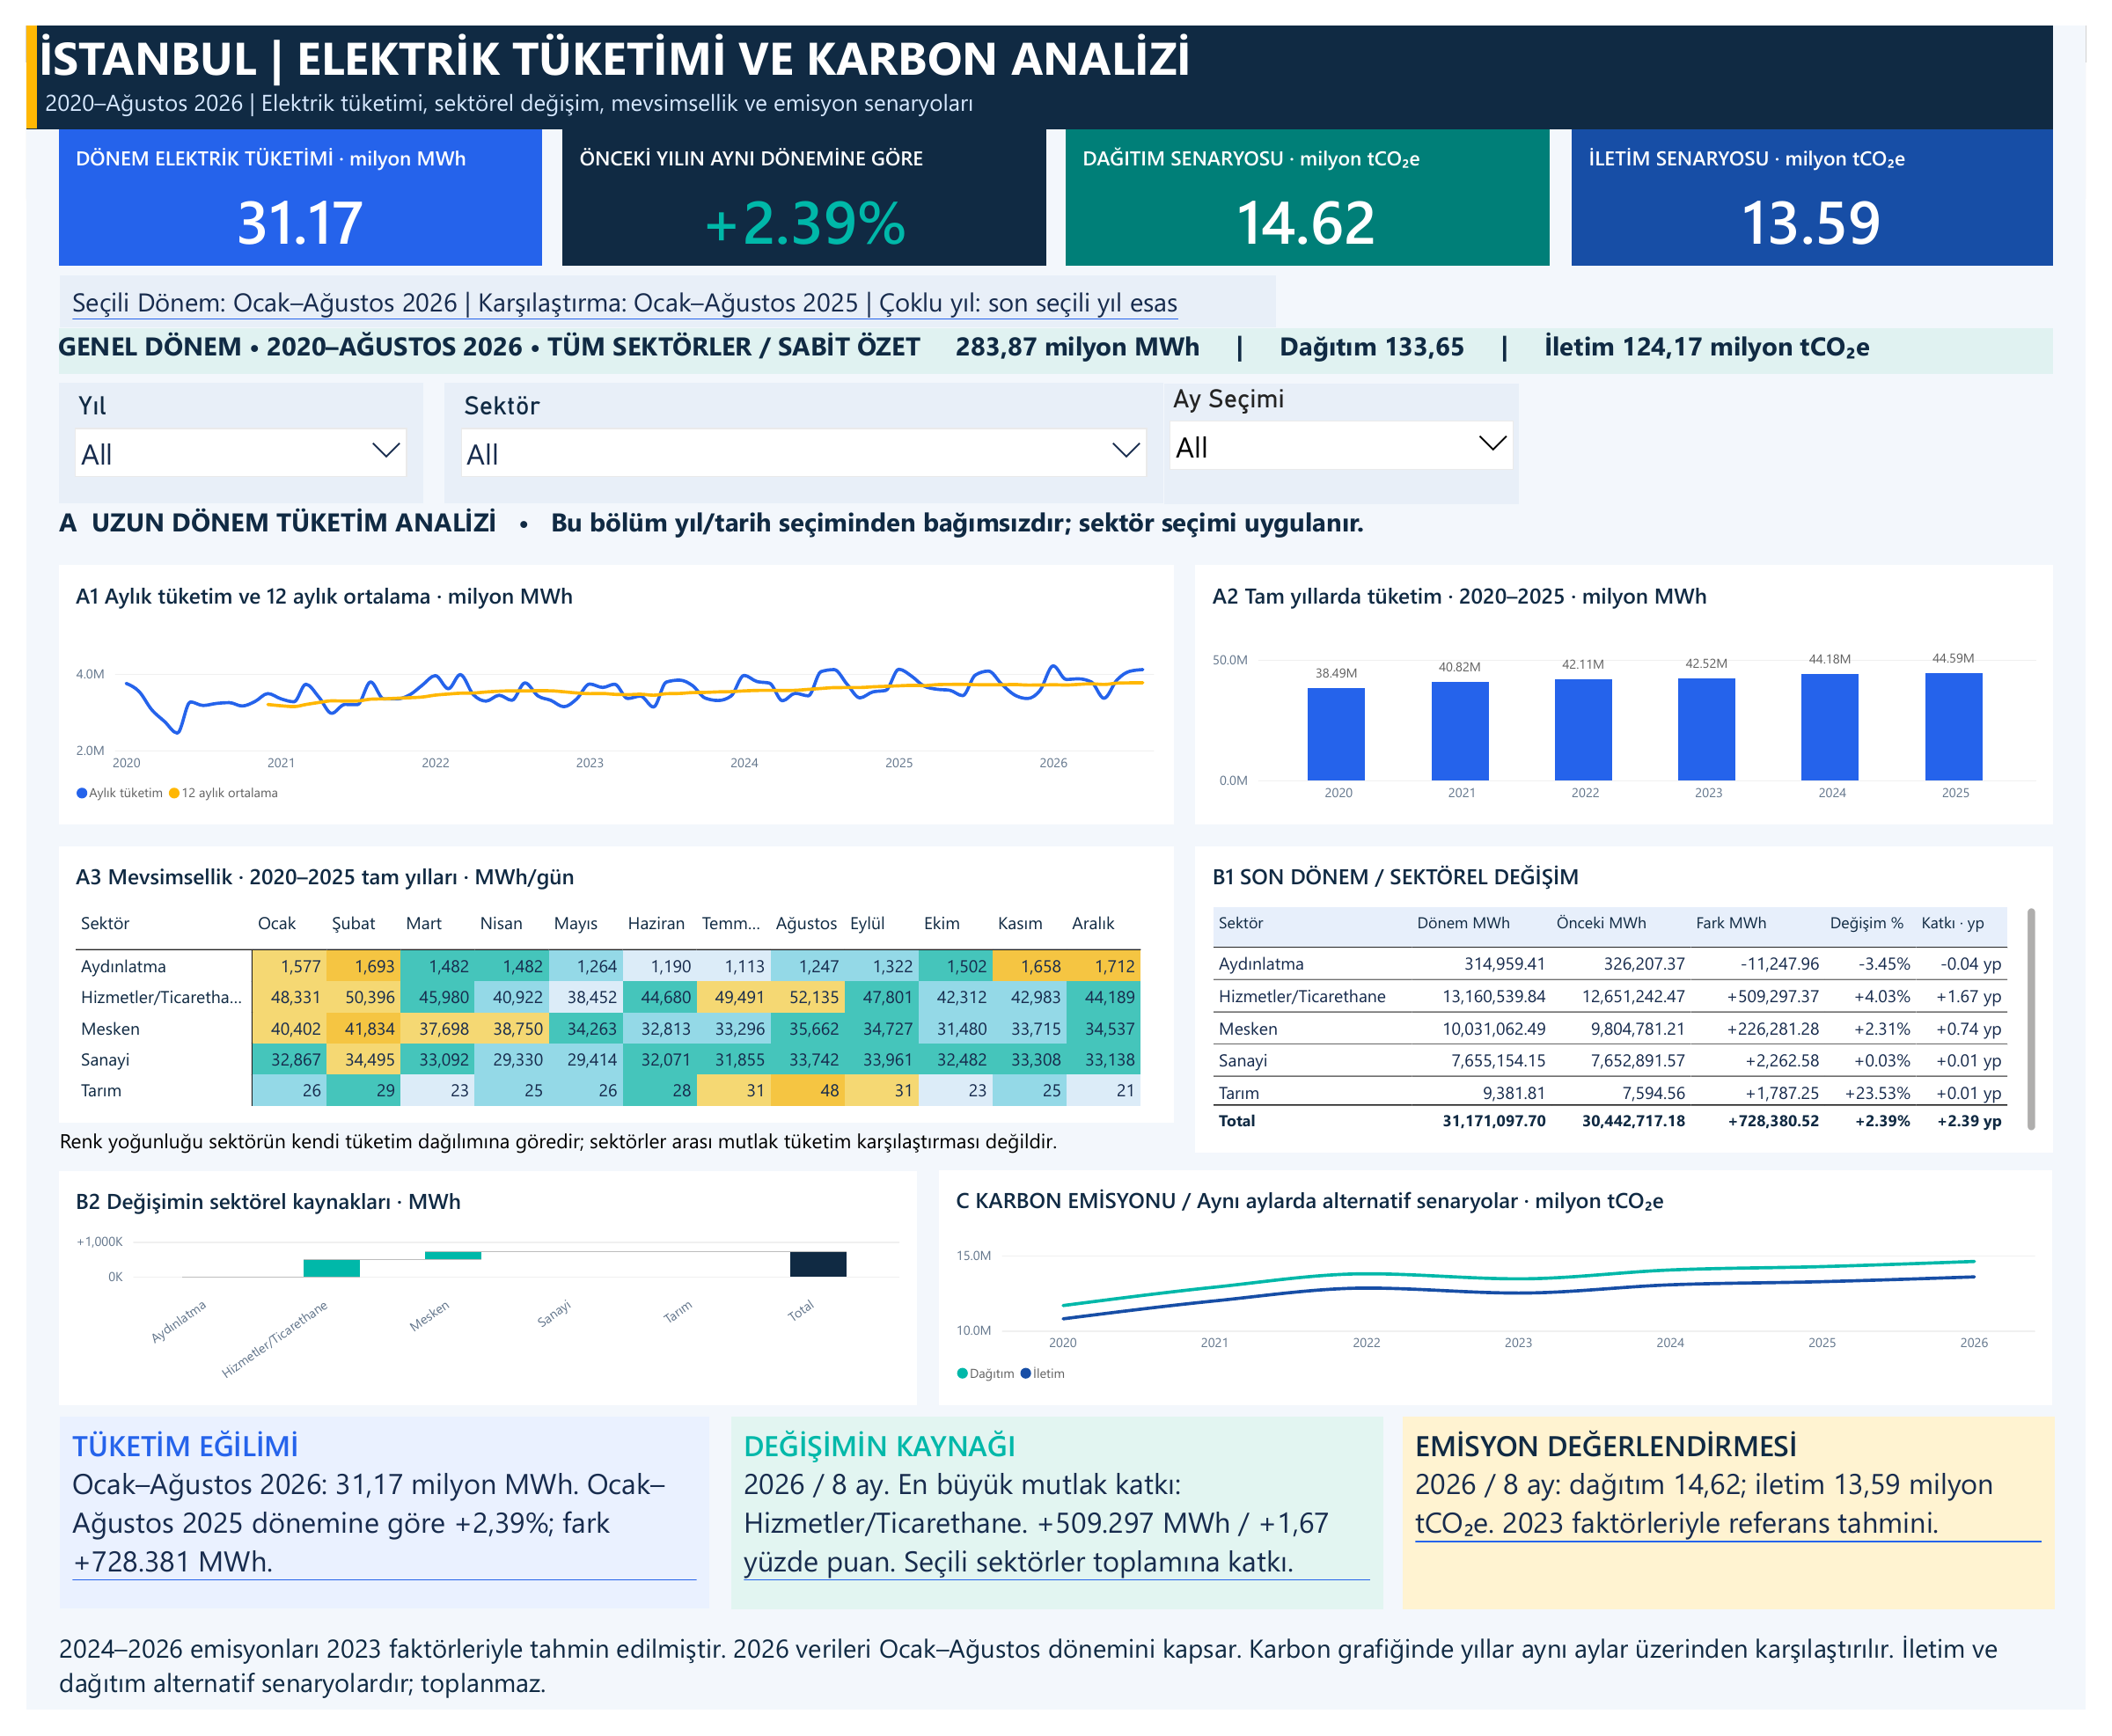 İSTANBUL | ELEKTRİK TÜKETİMİ VE KARBON ANALİZİ
2020–Ağustos 2026 | Elektrik tüketimi, sektörel değişim, mevsimsellik ve emisyon senaryoları
DÖNEM ELEKTRİK TÜKETİMİ · milyon MWh
31.17
ÖNCEKİ YILIN AYNI DÖNEMİNE GÖRE
+2.39%
DAĞITIM SENARYOSU · milyon tCO₂e
14.62
İLETİM SENARYOSU · milyon tCO₂e
13.59
Seçili Dönem: Ocak–Ağustos 2026 | Karşılaştırma: Ocak–Ağustos 2025 | Çoklu yıl: son seçili yıl esas
GENEL DÖNEM • 2020–AĞUSTOS 2026 • TÜM SEKTÖRLER / SABİT ÖZET 283,87 milyon MWh | Dağıtım 133,65 | İletim 124,17 milyon tCO₂e
Yıl
All
Sektör
All
Ay Seçimi
All
A UZUN DÖNEM TÜKETİM ANALİZİ • Bu bölüm yıl/tarih seçiminden bağımsızdır; sektör seçimi uygulanır.
A1 Aylık tüketim ve 12 aylık ortalama · milyon MWh
4.0M
2.0M
2020 2021 2022 2023 2024 2025 2026
Aylık tüketim 12 aylık ortalama
A2 Tam yıllarda tüketim · 2020–2025 · milyon MWh
50.0M
0.0M
38.49M 40.82M 42.11M 42.52M 44.18M 44.59M
2020 2021 2022 2023 2024 2025
A3 Mevsimsellik · 2020–2025 tam yılları · MWh/gün
Sektör Ocak Şubat Mart Nisan Mayıs Haziran Temm... Ağustos Eylül Ekim Kasım Aralık
Aydınlatma 1,577 1,693 1,482 1,482 1,264 1,190 1,113 1,247 1,322 1,502 1,658 1,712
Hizmetler/Ticaretha... 48,331 50,396 45,980 40,922 38,452 44,680 49,491 52,135 47,801 42,312 42,983 44,189
Mesken 40,402 41,834 37,698 38,750 34,263 32,813 33,296 35,662 34,727 31,480 33,715 34,537
Sanayi 32,867 34,495 33,092 29,330 29,414 32,071 31,855 33,742 33,961 32,482 33,308 33,138
Tarım 26 29 23 25 26 28 31 48 31 23 25 21
Renk yoğunluğu sektörün kendi tüketim dağılımına göredir; sektörler arası mutlak tüketim karşılaştırması değildir.
B1 SON DÖNEM / SEKTÖREL DEĞİŞİM
Sektör Dönem MWh Önceki MWh Fark MWh Değişim % Katkı · yp
Aydınlatma 314,959.41 326,207.37 -11,247.96 -3.45% -0.04 yp
Hizmetler/Ticarethane 13,160,539.84 12,651,242.47 +509,297.37 +4.03% +1.67 yp
Mesken 10,031,062.49 9,804,781.21 +226,281.28 +2.31% +0.74 yp
Sanayi 7,655,154.15 7,652,891.57 +2,262.58 +0.03% +0.01 yp
Tarım 9,381.81 7,594.56 +1,787.25 +23.53% +0.01 yp
Total 31,171,097.70 30,442,717.18 +728,380.52 +2.39% +2.39 yp
B2 Değişimin sektörel kaynakları · MWh
+1,000K
0K
Aydınlatma Hizmetler/Ticarethane Mesken Sanayi Tarım Total
C KARBON EMİSYONU / Aynı aylarda alternatif senaryolar · milyon tCO₂e
15.0M
10.0M
2020 2021 2022 2023 2024 2025 2026
Dağıtım İletim
TÜKETİM EĞİLİMİ
Ocak–Ağustos 2026: 31,17 milyon MWh. Ocak–
Ağustos 2025 dönemine göre +2,39%; fark
+728.381 MWh.
DEĞİŞİMİN KAYNAĞI
2026 / 8 ay. En büyük mutlak katkı:
Hizmetler/Ticarethane. +509.297 MWh / +1,67
yüzde puan. Seçili sektörler toplamına katkı.
EMİSYON DEĞERLENDİRMESİ
2026 / 8 ay: dağıtım 14,62; iletim 13,59 milyon
tCO₂e. 2023 faktörleriyle referans tahmini.
2024–2026 emisyonları 2023 faktörleriyle tahmin edilmiştir. 2026 verileri Ocak–Ağustos dönemini kapsar. Karbon grafiğinde yıllar aynı aylar üzerinden karşılaştırılır. İletim ve
dağıtım alternatif senaryolardır; toplanmaz.